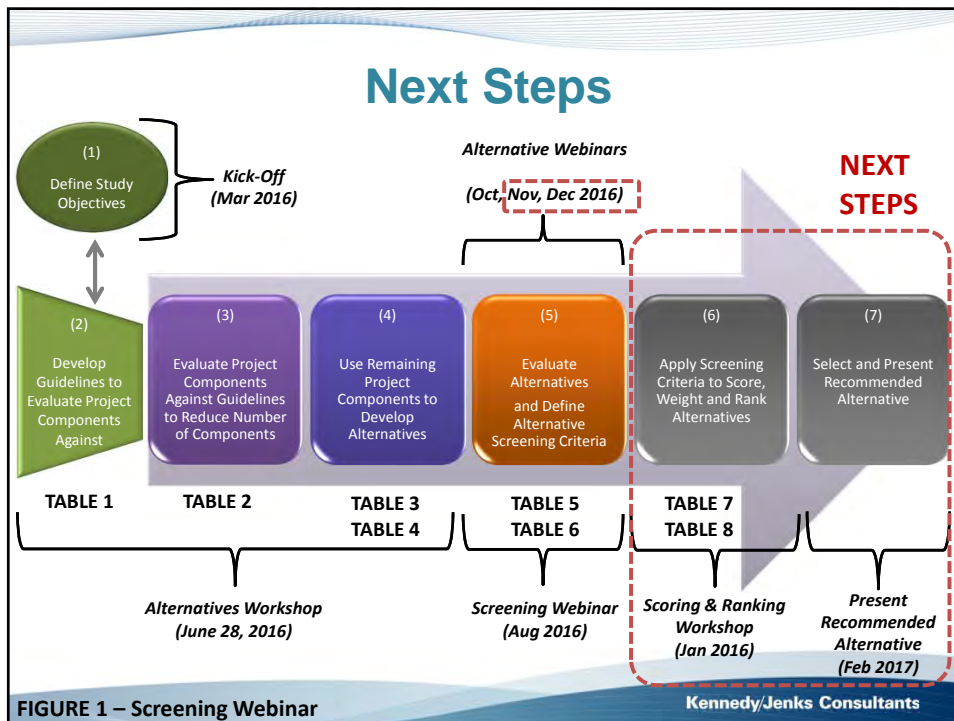 Next Steps
(1)
Define Study
Objectives
Kick-Off
(Mar 2016)
Alternative Webinars
(Oct, Nov, Dec 2016)
NEXT
STEPS
(2)
Develop
Guidelines to
Evaluate Project
Components
Against
(3)
Evaluate Project
Components
Against Guidelines
to Reduce Number
of Components
(4)
Use Remaining
Project
Components to
Develop
Alternatives
(5)
Evaluate
Alternatives
and Define
Alternative
Screening Criteria
(6)
Apply Screening
Criteria to Score,
Weight and Rank
Alternatives
(7)
Select and Present
Recommended
Alternative
TABLE 1
TABLE 2
TABLE 3
TABLE 4
TABLE 5
TABLE 6
TABLE 7
TABLE 8
Alternatives Workshop
(June 28, 2016)
Screening Webinar
(Aug 2016)
Scoring & Ranking
Workshop
(Jan 2016)
Present
Recommended
Alternative
(Feb 2017)
FIGURE 1 – Screening Webinar
Kennedy/Jenks Consultants